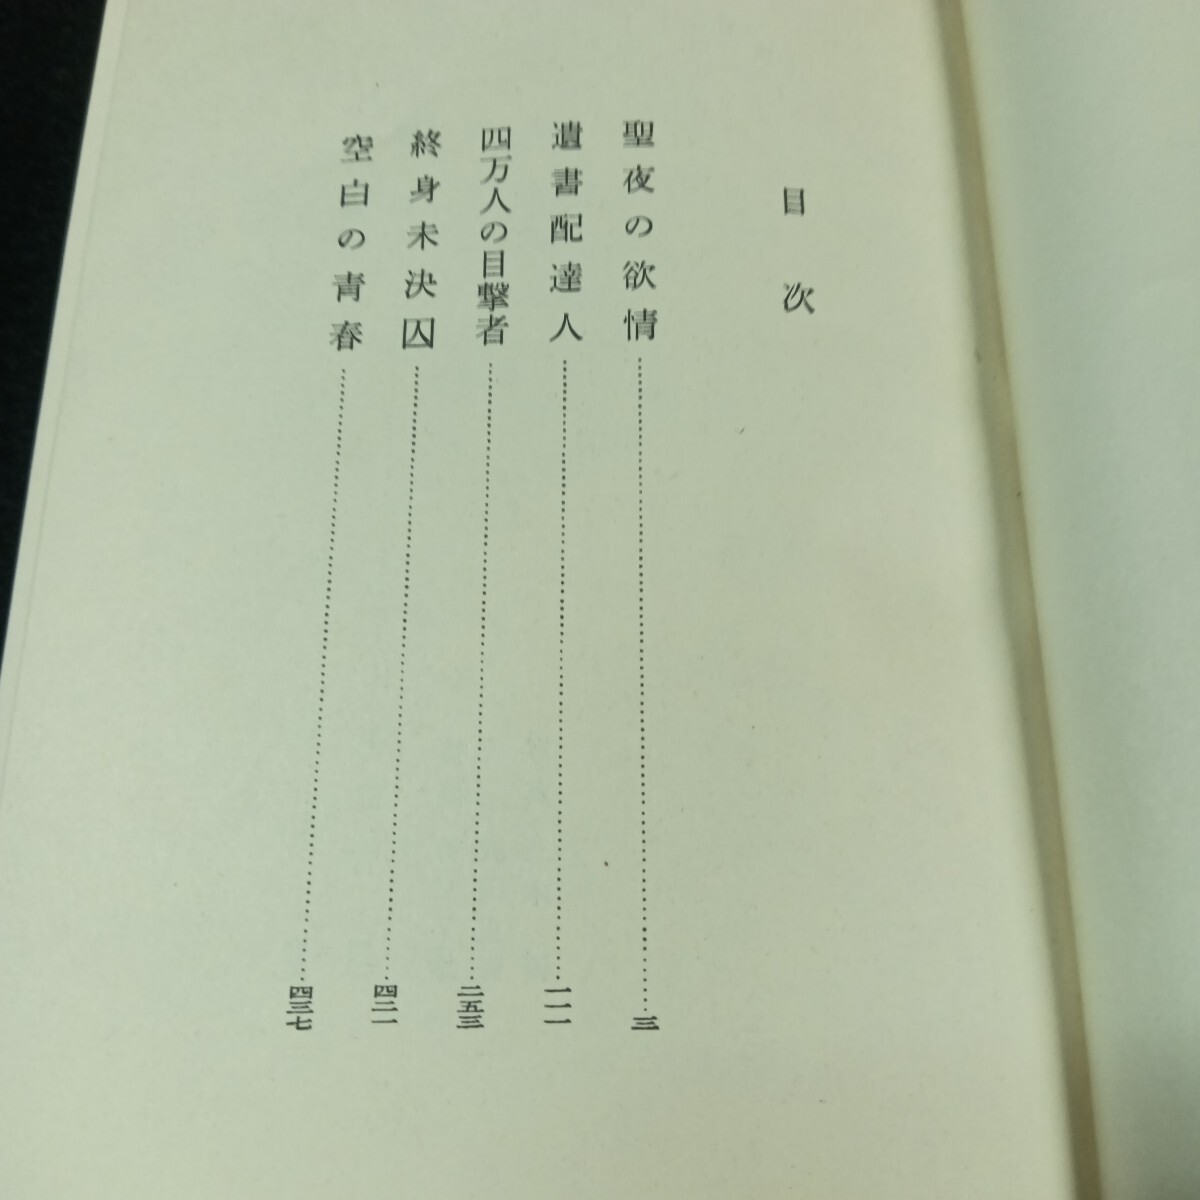 目次
聖夜の欲情……三
遺書配達人……一一一
四万人の目撃者……二五三
終身未決囚……四二一
空白の青春……四三七